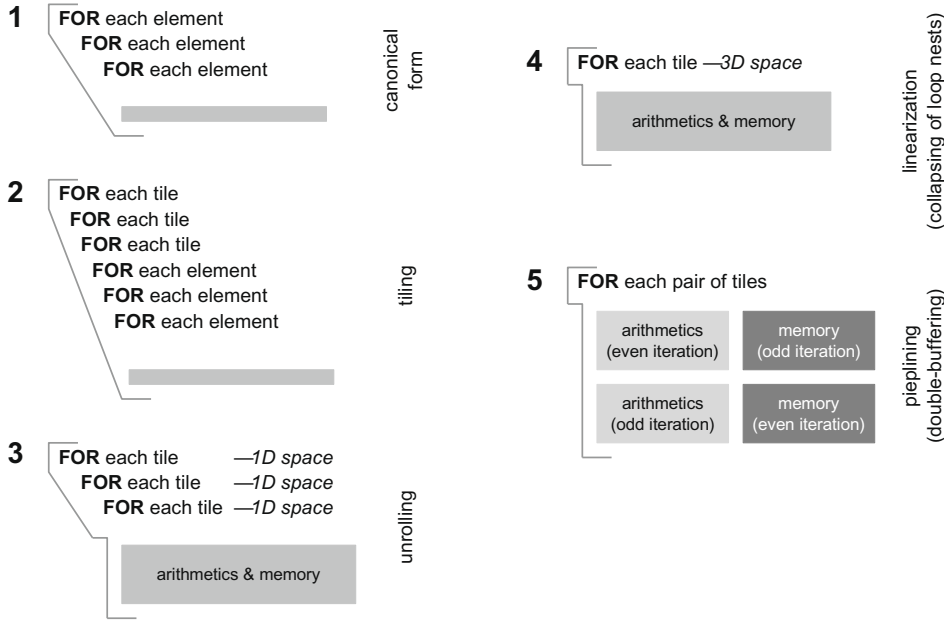 1
FOR each element
FOR each element
FOR each element
canonical
form
2
FOR each tile
FOR each tile
FOR each tile
FOR each element
FOR each element
FOR each element
tiling
3
FOR each tile —1D space
FOR each tile —1D space
FOR each tile —1D space
arithmetics & memory
unrolling
4
FOR each tile —3D space
arithmetics & memory
linearization
(collapsing of loop nests)
5
FOR each pair of tiles
arithmetics
(even iteration)
memory
(odd iteration)
arithmetics
(odd iteration)
memory
(even iteration)
pieplining
(double-buffering)